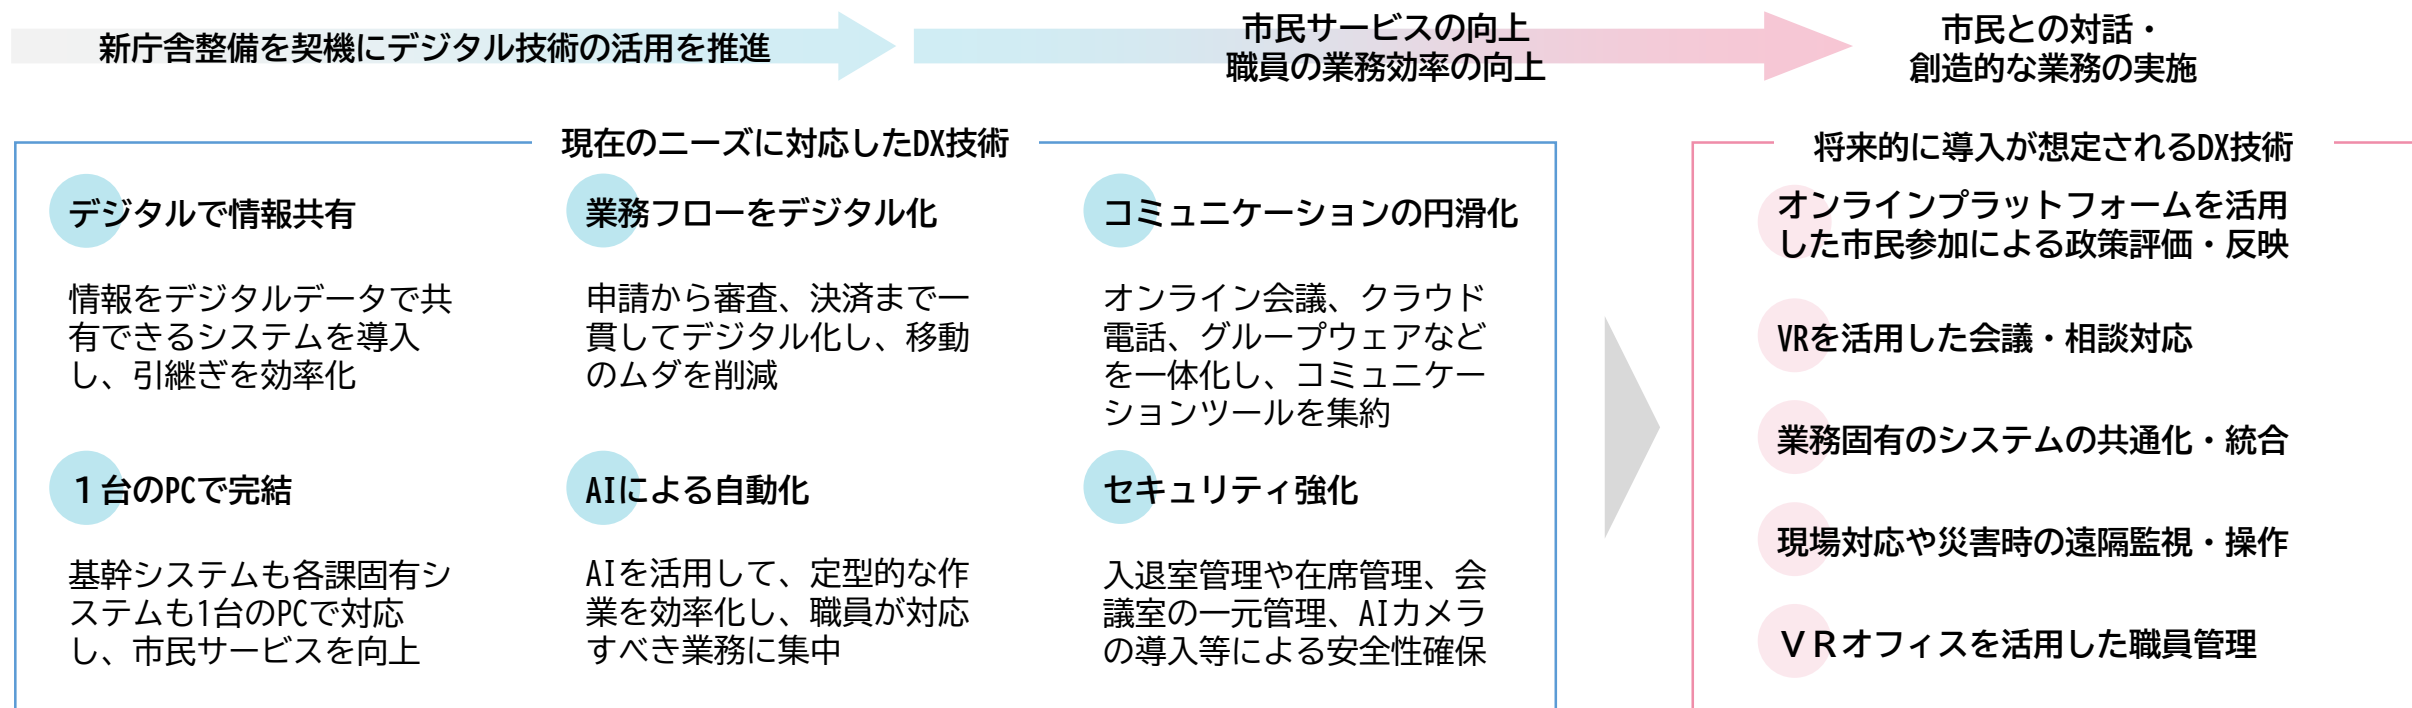 新庁舎整備を契機にデジタル技術の活用を推進
市民サービスの向上
職員の業務効率の向上
市民との対話・
創造的な業務の実施
現在のニーズに対応したDX技術
デジタルで情報共有
情報をデジタルデータで共
有できるシステムを導入
し、引継ぎを効率化
業務フローをデジタル化
申請から審査、決済まで一
貫してデジタル化し、移動
のムダを削減
コミュニケーションの円滑化
オンライン会議、クラウド
電話、グループウェアなど
を一体化し、コミュニケー
ションツールを集約
１台のPCで完結
基幹システムも各課固有シ
ステムも1台のPCで対応
し、市民サービスを向上
AIによる自動化
AIを活用して、定型的な作
業を効率化し、職員が対応
すべき業務に集中
セキュリティ強化
入退室管理や在席管理、会
議室の一元管理、AIカメラ
の導入等による安全性確保
将来的に導入が想定されるDX技術
オンラインプラットフォームを活用
した市民参加による政策評価・反映
VRを活用した会議・相談対応
業務固有のシステムの共通化・統合
現場対応や災害時の遠隔監視・操作
ＶＲオフィスを活用した職員管理